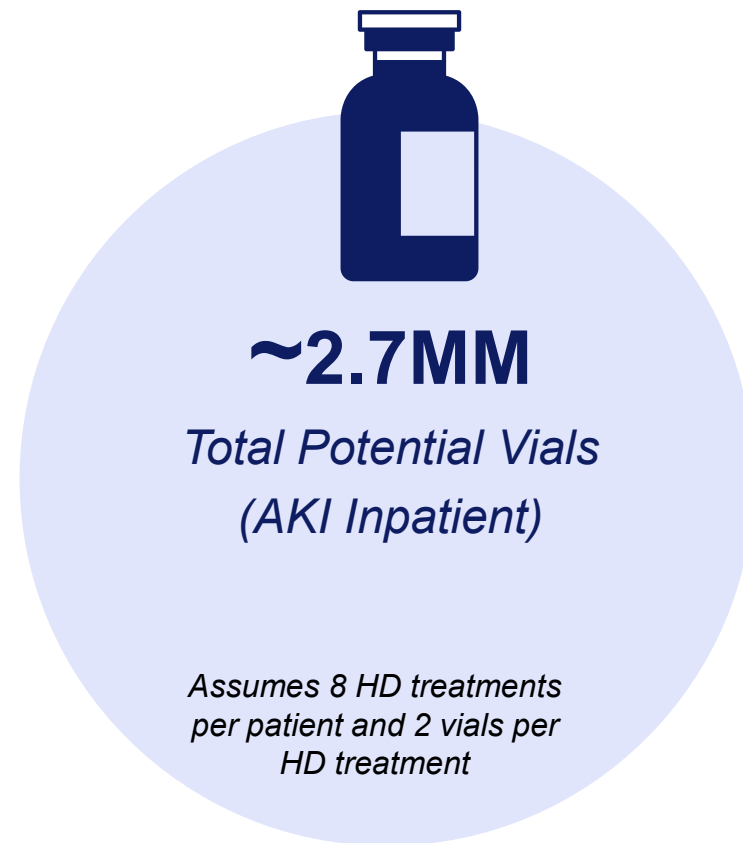 ~2.7MM
Total Potential Vials
(AKI Inpatient)
Assumes 8 HD treatments
per patient and 2 vials per
HD treatment